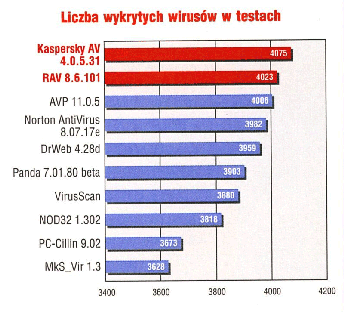 Liczba wykrytych wirusów w testach
Kaspersky AV
4.0.5.31
4075
RAV 8.6.101
4023
AVP 11.0.5
4006
Norton AntiVirus
8.07.17e
3982
DrWeb 4.28d
3959
Panda 7.01.80 beta
3903
VirusScan
3880
NOD32 1.302
3818
PC-Cillin 9.02
3673
MkS_Vir 1.3
3628
3400 3600 3800 4000 4200